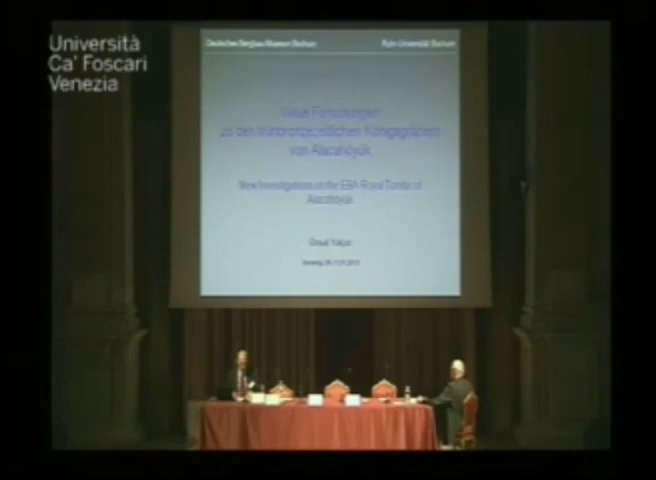 Università
Ca' Foscari
Venezia
Deutsches Bergbau-Museum Bochum
Ruhr-Universität Bochum
Neue Forschungen
zu den frühbronzezeitlichen Königsgräbern
von Alacahöyük
New Investigations on the EBA Royal Tombs of
Alacahöyük
Ünsal Yalçın